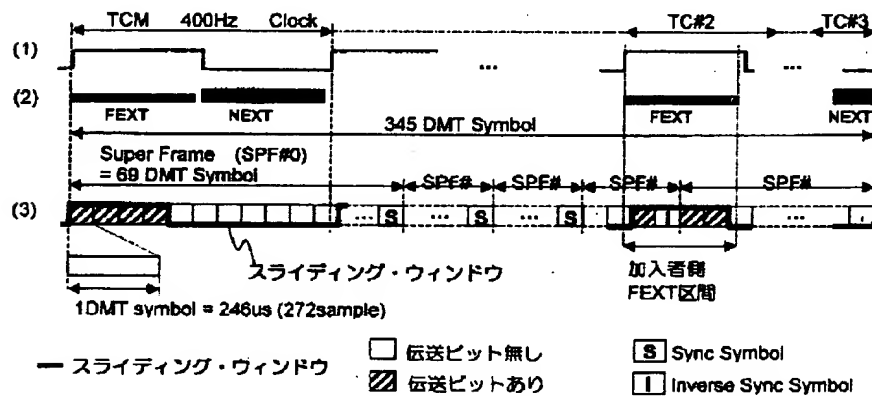 TCM 400Hz Clock TC#2 TC#3
(1) ... ...
(2) FEXT NEXT FEXT NEXT
345 DMT Symbol
Super Frame (SPF#0)
= 69 DMT Symbol
SPF# SPF# SPF# SPF#
(3) ... S ... S ... S ... I
スライディング・ウィンドウ
加入者側
FEXT区間
1DMT symbol = 246us (272sample)
スライディング・ウィンドウ
伝送ビット無し
伝送ビットあり
S Sync Symbol
I Inverse Sync Symbol